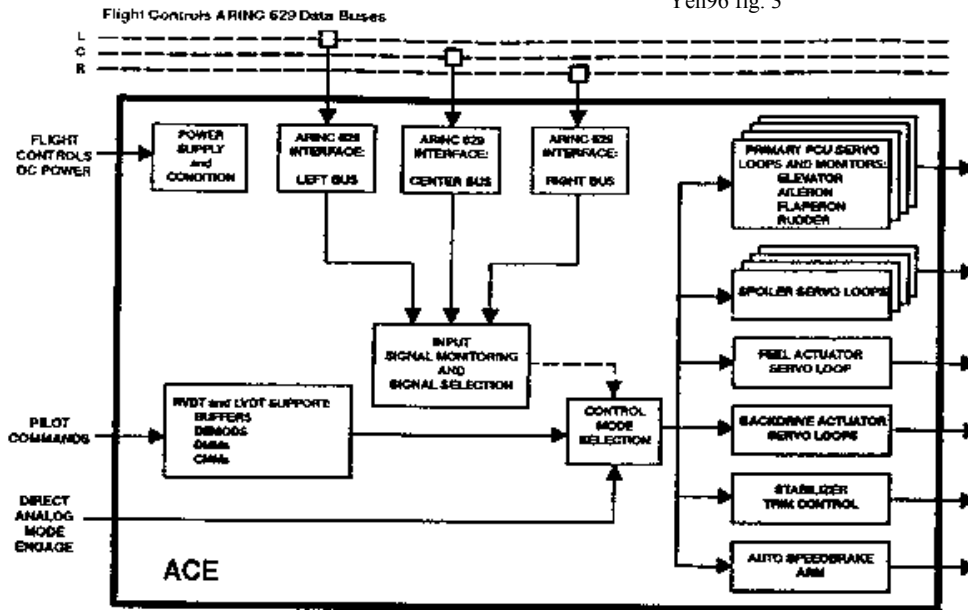 Yeh96 fig. 3
Flight Controls ARINC 629 Data Buses
L
C
R
FLIGHT
CONTROLS
DC POWER
POWER
SUPPLY
and
CONDITION
ARINC 629
INTERFACE:
LEFT BUS
ARINC 629
INTERFACE:
CENTER BUS
ARINC 629
INTERFACE:
RIGHT BUS
PRIMARY PCU SERVO
LOOPS AND MONITORS:
ELEVATOR
AILERON
FLAPERON
RUDDER
SPOILER SERVO LOOPS
INPUT
SIGNAL MONITORING
AND
SIGNAL SELECTION
FEEL ACTUATOR
SERVO LOOP
PILOT
COMMANDS
RVDT and LVDT SUPPORT:
BUFFERS
DEMODS
CONTROL
MODE
SELECTION
BACKDRIVE ACTUATOR
SERVO LOOPS
DIRECT
ANALOG
MODE
ENGAGE
STABILIZER
TRIM CONTROL
AUTO SPEEDBRAKE
ARM
ACE